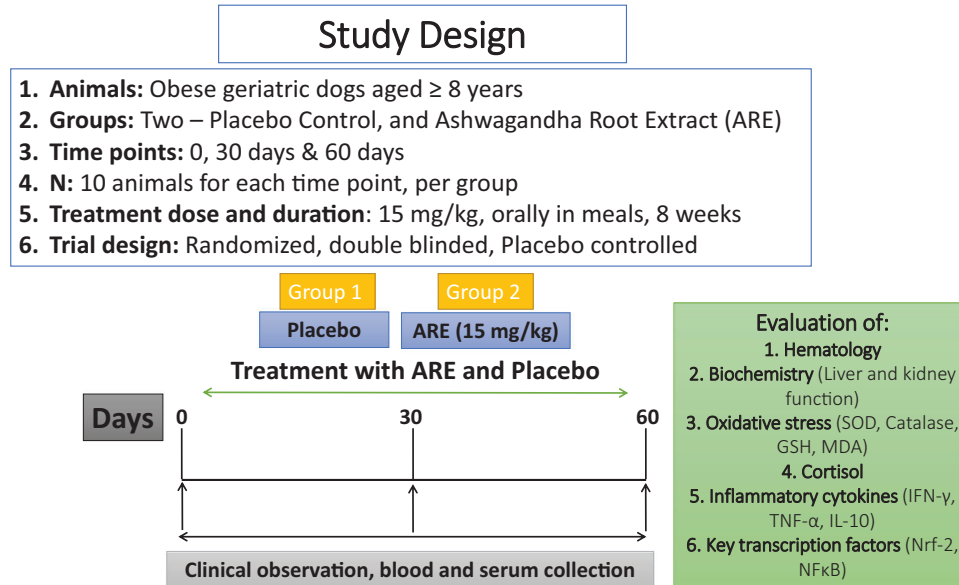 Study Design
1. Animals: Obese geriatric dogs aged ≥ 8 years
2. Groups: Two – Placebo Control, and Ashwagandha Root Extract (ARE)
3. Time points: 0, 30 days & 60 days
4. N: 10 animals for each time point, per group
5. Treatment dose and duration: 15 mg/kg, orally in meals, 8 weeks
6. Trial design: Randomized, double blinded, Placebo controlled
Group 1
Placebo
Group 2
ARE (15 mg/kg)
Treatment with ARE and Placebo
Days
0
30
60
Clinical observation, blood and serum collection
Evaluation of:
1. Hematology
2. Biochemistry (Liver and kidney
function)
3. Oxidative stress (SOD, Catalase,
GSH, MDA)
4. Cortisol
5. Inflammatory cytokines (IFN-γ,
TNF-α, IL-10)
6. Key transcription factors (Nrf-2,
NFκB)